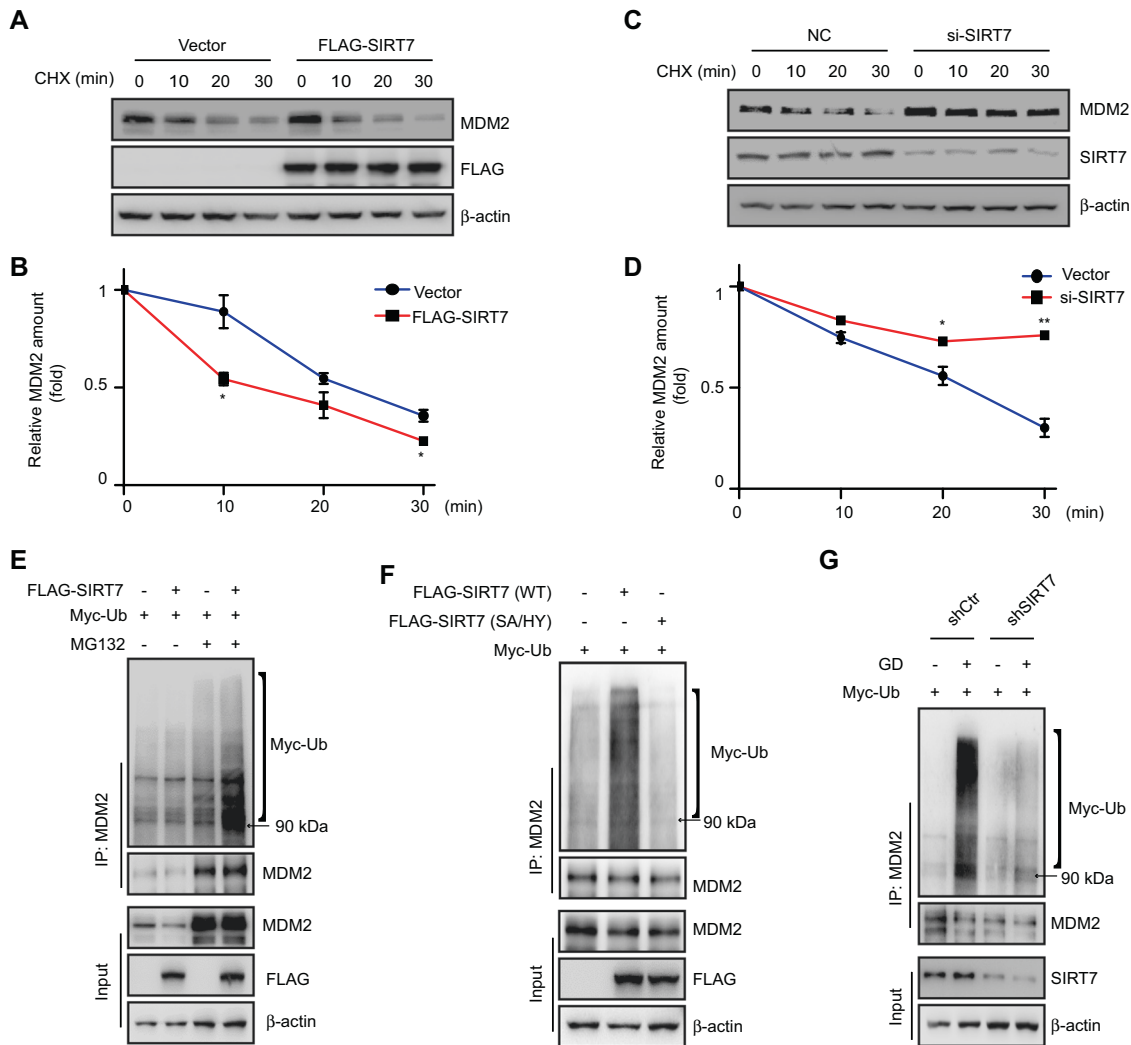 A
Vector FLAG-SIRT7
CHX (min) 0 10 20 30 0 10 20 30
MDM2
FLAG
β-actin
B
Relative MDM2 amount
(fold)
1
0.5
0
Vector
FLAG-SIRT7
*
*
0 10 20 30 (min)
C
NC si-SIRT7
CHX (min) 0 10 20 30 0 10 20 30
MDM2
SIRT7
β-actin
D
Relative MDM2 amount
(fold)
1
0.5
0
Vector
si-SIRT7
*
**
0 10 20 30 (min)
E
FLAG-SIRT7 - + - +
Myc-Ub + + + +
MG132 - - + +
IP: MDM2
Myc-Ub
90 kDa
MDM2
Input
MDM2
FLAG
β-actin
F
FLAG-SIRT7 (WT) - + -
FLAG-SIRT7 (SA/HY) - - +
Myc-Ub + + +
IP: MDM2
Myc-Ub
90 kDa
MDM2
Input
MDM2
FLAG
β-actin
G
shCtr shSIRT7
GD - + - +
Myc-Ub + + + +
IP: MDM2
Myc-Ub
90 kDa
MDM2
Input
SIRT7
β-actin